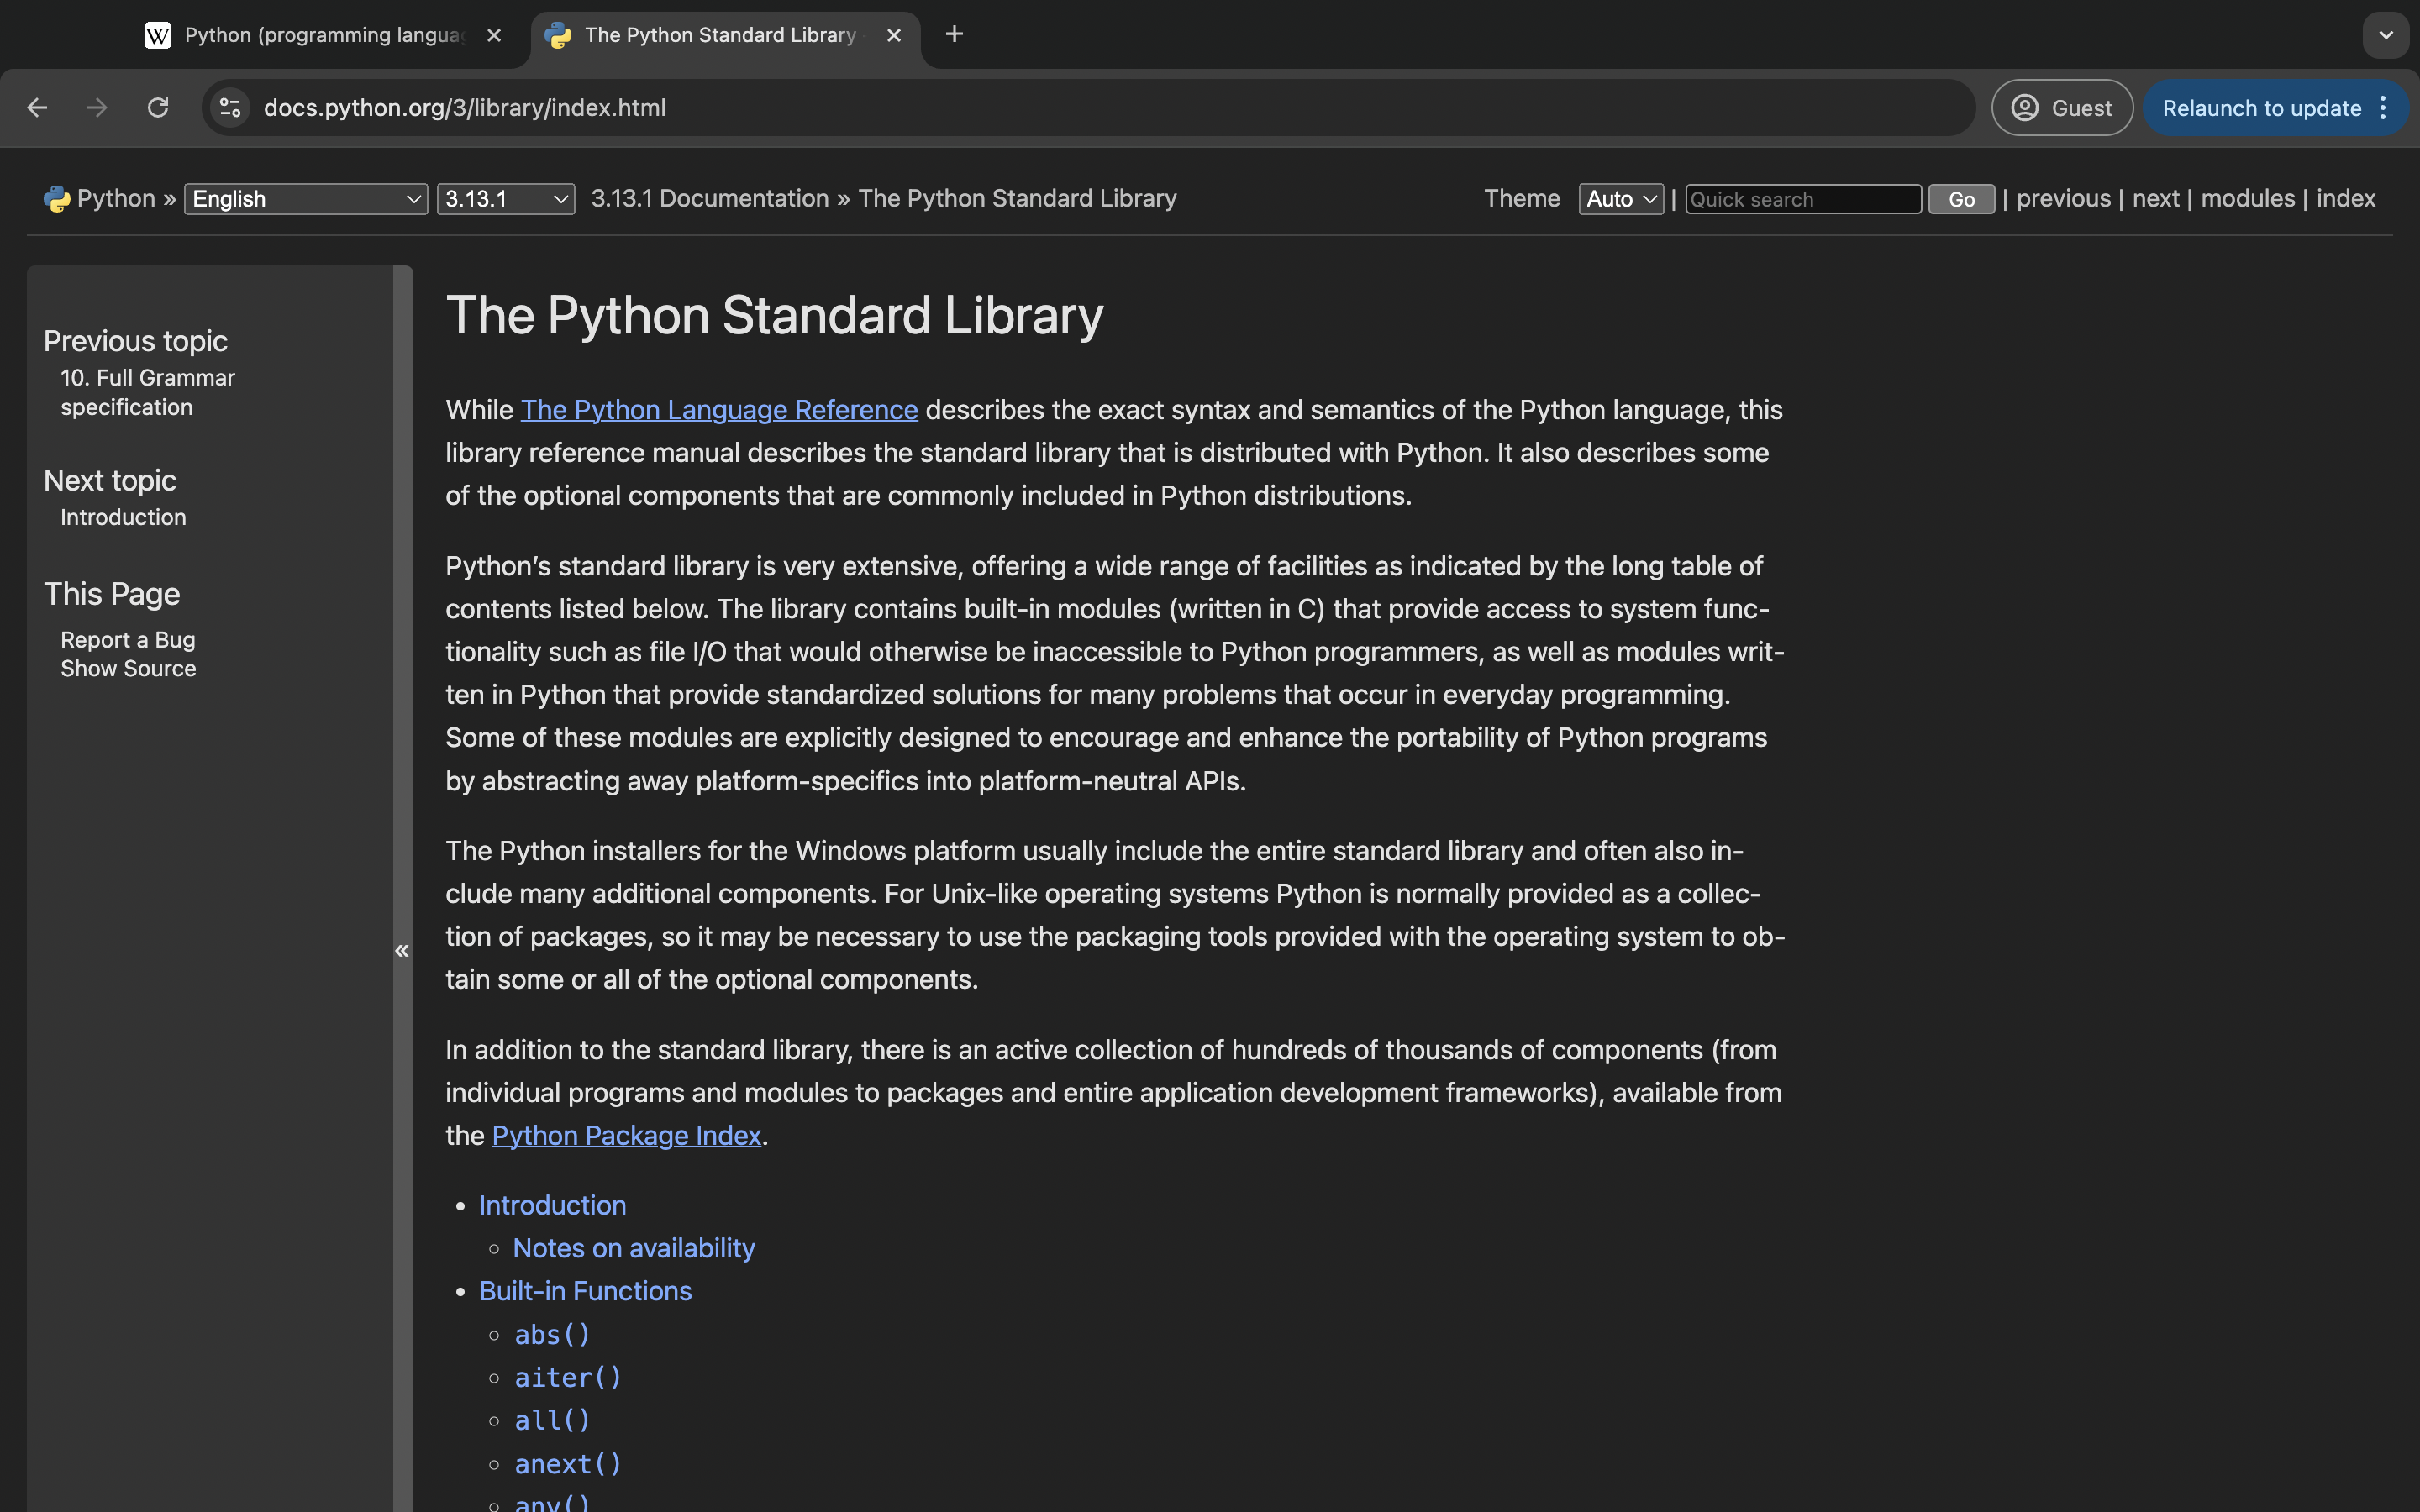 Python (programming langua
The Python Standard Library
docs.python.org/3/library/index.html
Guest
Relaunch to update
Python » English 3.13.1 3.13.1 Documentation » The Python Standard Library
Theme Auto | Quick search Go | previous | next | modules | index
Previous topic
10. Full Grammar
specification
Next topic
Introduction
This Page
Report a Bug
Show Source
«
The Python Standard Library
While The Python Language Reference describes the exact syntax and semantics of the Python language, this
library reference manual describes the standard library that is distributed with Python. It also describes some
of the optional components that are commonly included in Python distributions.
Python’s standard library is very extensive, offering a wide range of facilities as indicated by the long table of
contents listed below. The library contains built-in modules (written in C) that provide access to system func-
tionality such as file I/O that would otherwise be inaccessible to Python programmers, as well as modules writ-
ten in Python that provide standardized solutions for many problems that occur in everyday programming.
Some of these modules are explicitly designed to encourage and enhance the portability of Python programs
by abstracting away platform-specifics into platform-neutral APIs.
The Python installers for the Windows platform usually include the entire standard library and often also in-
clude many additional components. For Unix-like operating systems Python is normally provided as a collec-
tion of packages, so it may be necessary to use the packaging tools provided with the operating system to ob-
tain some or all of the optional components.
In addition to the standard library, there is an active collection of hundreds of thousands of components (from
individual programs and modules to packages and entire application development frameworks), available from
the Python Package Index.
• Introduction
◦ Notes on availability
• Built-in Functions
◦ abs()
◦ aiter()
◦ all()
◦ anext()
◦ any()